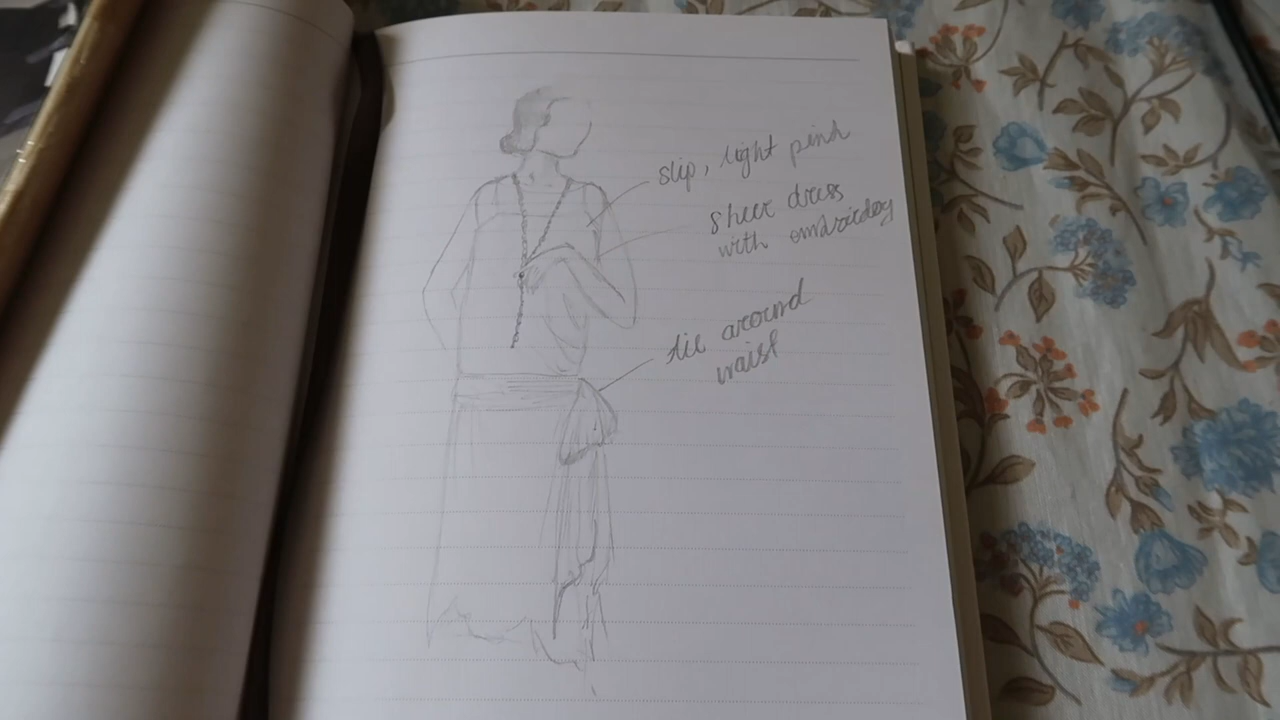 slip, light pink
sheer dress
with embroidery
tie around
waist